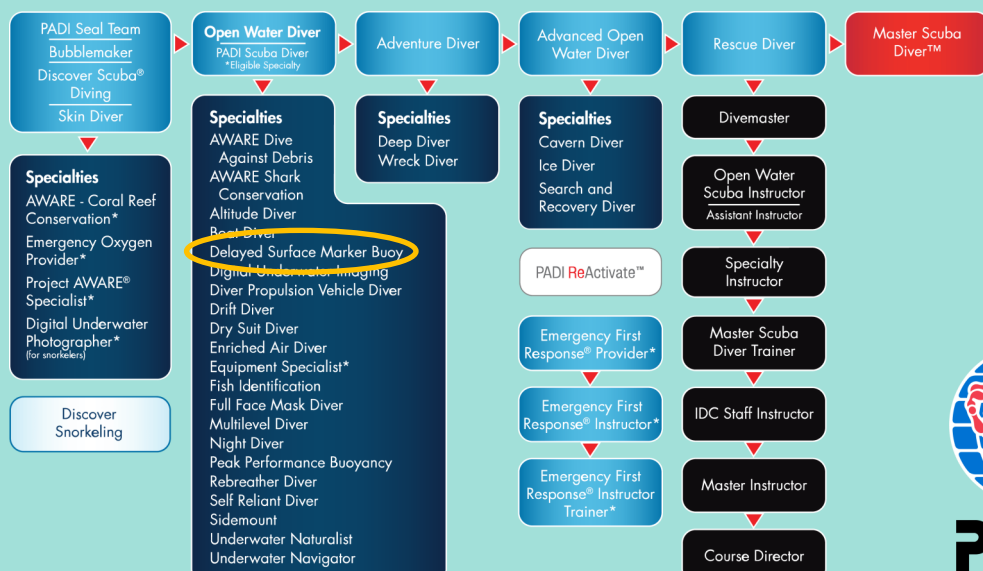 PADI Seal Team
Bubblemaker
Discover Scuba®
Diving
Skin Diver
Specialties
AWARE - Coral Reef
Conservation*
Emergency Oxygen
Provider*
Project AWARE®
Specialist*
Digital Underwater
Photographer*
(for snorkelers)
Discover
Snorkeling
Open Water Diver
PADI Scuba Diver
*Eligible Specialty
Specialties
AWARE Dive
Against Debris
AWARE Shark
Conservation
Altitude Diver
Boat Diver
Delayed Surface Marker Buoy
Digital Underwater Imaging
Diver Propulsion Vehicle Diver
Drift Diver
Dry Suit Diver
Enriched Air Diver
Equipment Specialist*
Fish Identification
Full Face Mask Diver
Multilevel Diver
Night Diver
Peak Performance Buoyancy
Rebreather Diver
Self Reliant Diver
Sidemount
Underwater Naturalist
Underwater Navigator
Adventure Diver
Specialties
Deep Diver
Wreck Diver
Advanced Open
Water Diver
Specialties
Cavern Diver
Ice Diver
Search and
Recovery Diver
PADI ReActivate™
Emergency First
Response® Provider*
Emergency First
Response® Instructor*
Emergency First
Response® Instructor
Trainer*
Rescue Diver
Divemaster
Open Water
Scuba Instructor
Assistant Instructor
Specialty
Instructor
Master Scuba
Diver Trainer
IDC Staff Instructor
Master Instructor
Course Director
Master Scuba
Diver™
P